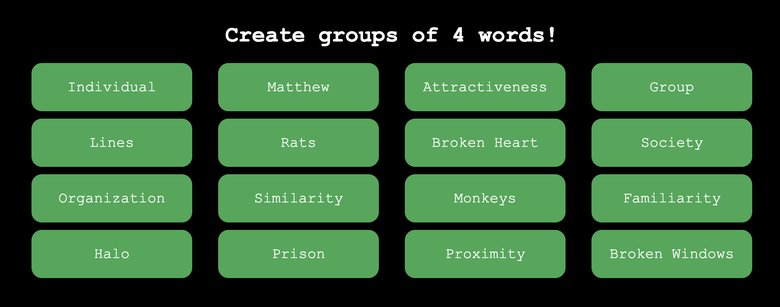 Create groups of 4 words!
Individual Matthew Attractiveness Group
Lines Rats Broken Heart Society
Organization Similarity Monkeys Familiarity
Halo Prison Proximity Broken Windows